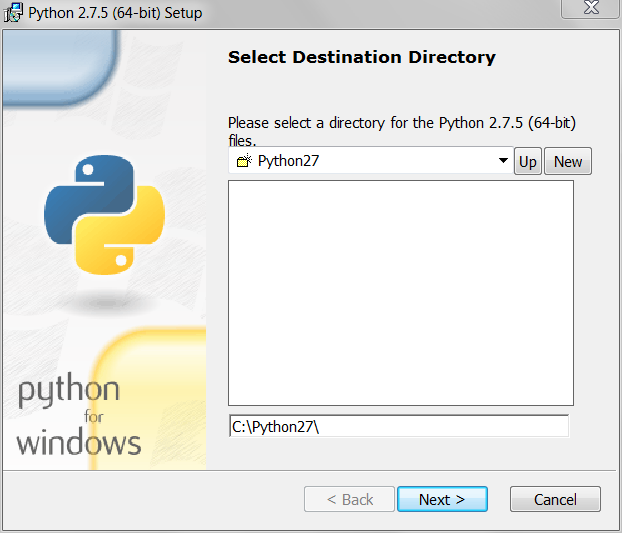 Python 2.7.5 (64-bit) Setup
Select Destination Directory
Please select a directory for the Python 2.7.5 (64-bit)
files.
Python27
Up
New
C:\Python27\
python
for
windows
< Back
Next >
Cancel